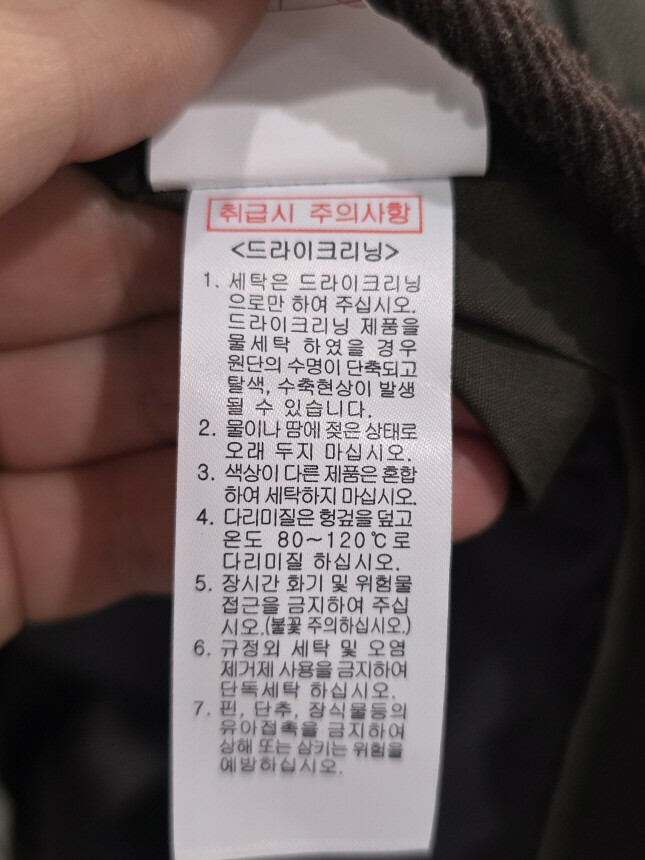 취급시 주의사항
<드라이크리닝>
1. 세탁은 드라이크리닝
으로만 하여 주십시오.
드라이크리닝 제품을
물세탁 하였을 경우
원단의 수명이 단축되고
탈색, 수축현상이 발생
될 수 있습니다.
2. 물이나 땀에 젖은 상태로
오래 두지 마십시오.
3. 색상이 다른 제품은 혼합
하여 세탁하지 마십시오.
4. 다리미질은 헝겊을 덮고
온도 80~120℃로
다리미질 하십시오.
5. 장시간 화기 및 위험물
접근을 금지하여 주십
시오.(불꽃 주의하십시오.)
6. 규정외 세탁 및 오염
제거제 사용을 금지하여
단독세탁 하십시오.
7. 핀, 단추, 장식물등의
유아접촉을 금지하여
상해 또는 삼키는 위험을
예방하십시오.